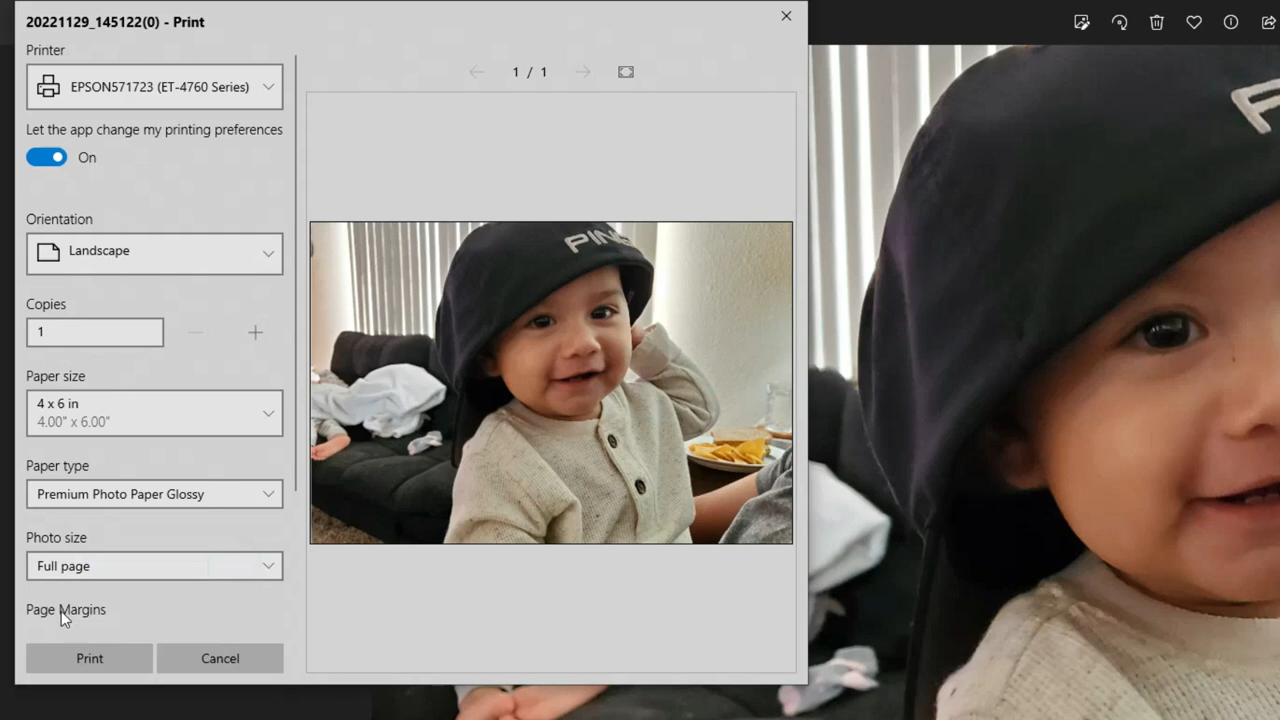 20221129_145122(0) - Print
Printer
EPSON571723 (ET-4760 Series)
Let the app change my printing preferences
On
Orientation
Landscape
Copies
1
Paper size
4 x 6 in
4.00" x 6.00"
Paper type
Premium Photo Paper Glossy
Photo size
Full page
Page Margins
Print
Cancel
1 / 1
PING